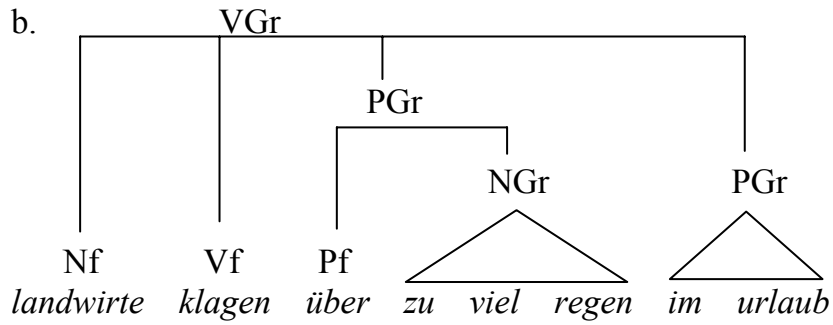 b. VGr
PGr
NGr PGr
Nf Vf Pf
landwirte klagen über zu viel regen im urlaub